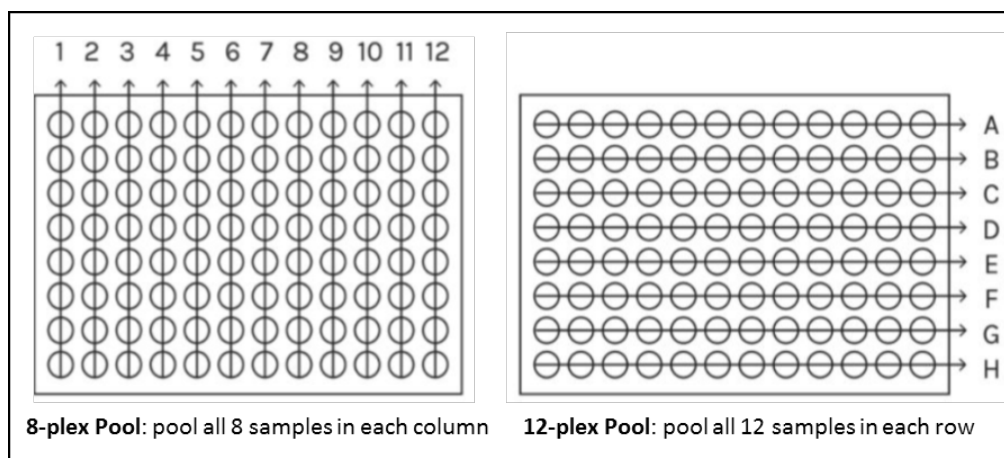 1 2 3 4 5 6 7 8 9 10 11 12
A
B
C
D
E
F
G
H
8-plex Pool: pool all 8 samples in each column
12-plex Pool: pool all 12 samples in each row